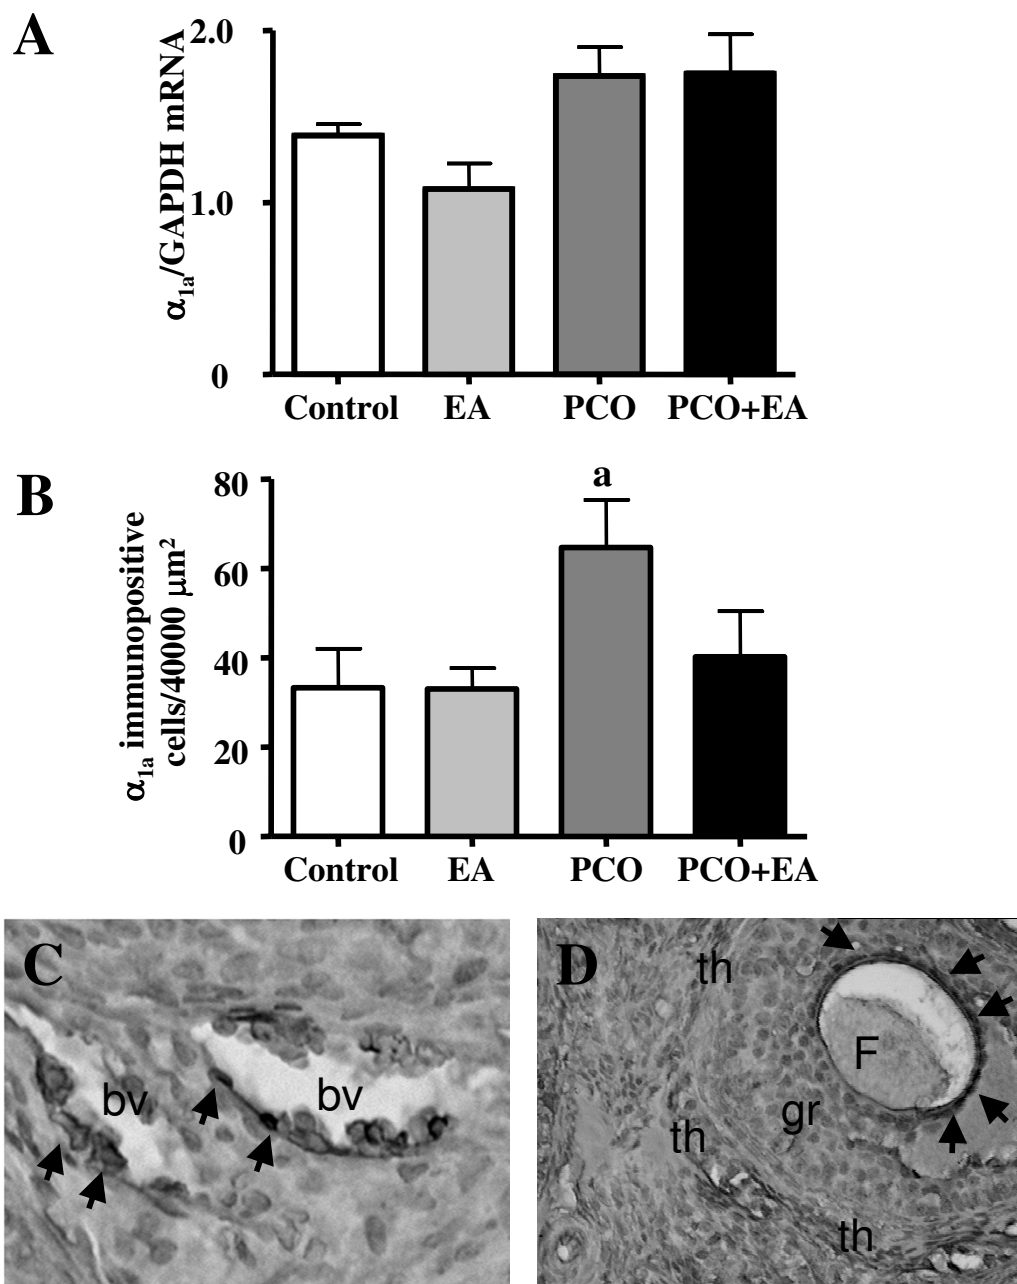 A
α1a/GAPDH mRNA
2.0
1.0
0
Control EA PCO PCO+EA
B
α1a immunopositive
cells/40000 μm²
80
60
40
20
0
a
Control EA PCO PCO+EA
C
bv
bv
D
th
F
gr
th
th